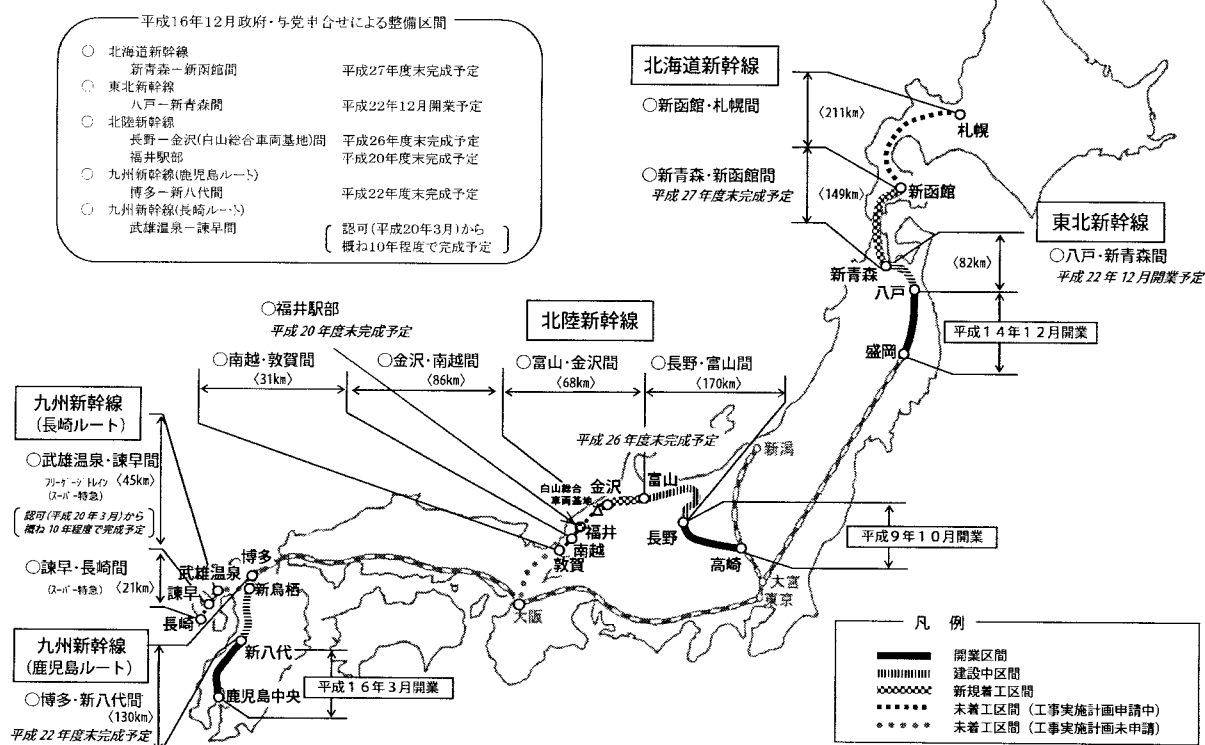 平成16年12月政府・与党申合せによる整備区間
○ 北海道新幹線
新青森－新函館間 平成27年度末完成予定
○ 東北新幹線
八戸－新青森間 平成22年12月開業予定
○ 北陸新幹線
長野－金沢(白山総合車両基地)間 平成26年度末完成予定
福井駅部 平成20年度末完成予定
○ 九州新幹線(鹿児島ルート)
博多－新八代間 平成22年度末完成予定
○ 九州新幹線(長崎ルート)
武雄温泉－諫早間 認可(平成20年3月)から
概ね10年程度で完成予定
北海道新幹線
○新函館・札幌間
〈211km〉
札幌
○新青森・新函館間
平成27年度末完成予定
〈149km〉
新函館
東北新幹線
○八戸・新青森間
平成22年12月開業予定
〈82km〉
新青森
八戸
平成14年12月開業
盛岡
○福井駅部
平成20年度末完成予定
北陸新幹線
○南越・敦賀間
〈31km〉
○金沢・南越間
〈86km〉
○富山・金沢間
〈68km〉
○長野・富山間
〈170km〉
平成26年度末完成予定
新潟
白山総合
車両基地
金沢
富山
福井
南越
敦賀
長野
高崎
平成9年10月開業
大宮
東京
大阪
九州新幹線
(長崎ルート)
○武雄温泉・諫早間
フリーゲージトレイン 〈45km〉
(スーパー特急)
認可(平成20年3月)から
概ね10年程度で完成予定
○諫早・長崎間
(スーパー特急) 〈21km〉
博多
武雄温泉
新鳥栖
諫早
長崎
九州新幹線
(鹿児島ルート)
○博多・新八代間
〈130km〉
平成22年度末完成予定
新八代
鹿児島中央
平成16年3月開業
凡 例
開業区間
建設中区間
新規着工区間
未着工区間（工事実施計画申請中）
未着工区間（工事実施計画未申請）